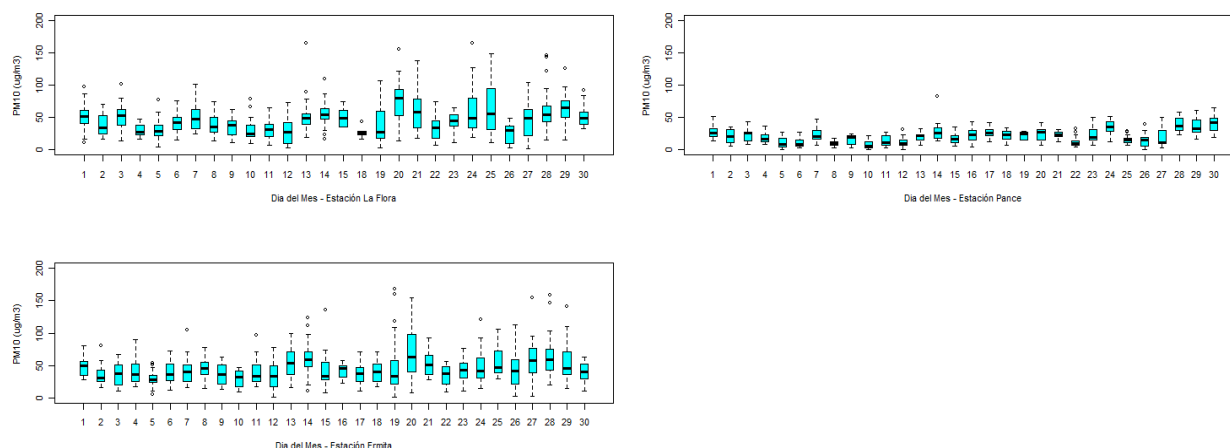 PM10 (ug/m3)
200
150
100
50
0
1 2 3 4 5 6 7 8 9 10 11 12 13 14 15 18 19 20 21 22 23 24 25 26 27 28 29 30
Dia del Mes - Estación La Flora
PM10 (ug/m3)
200
150
100
50
0
1 2 3 4 5 6 7 8 9 10 11 12 13 14 15 17 18 19 20 21 22 23 24 25 26 27 28 29 30
Dia del Mes - Estación Pance
PM10 (ug/m3)
200
150
100
50
0
1 2 3 4 5 6 7 8 9 10 11 12 13 14 15 16 17 18 19 20 21 22 23 24 25 26 27 28 29 30
Dia del Mes - Estación Ermita